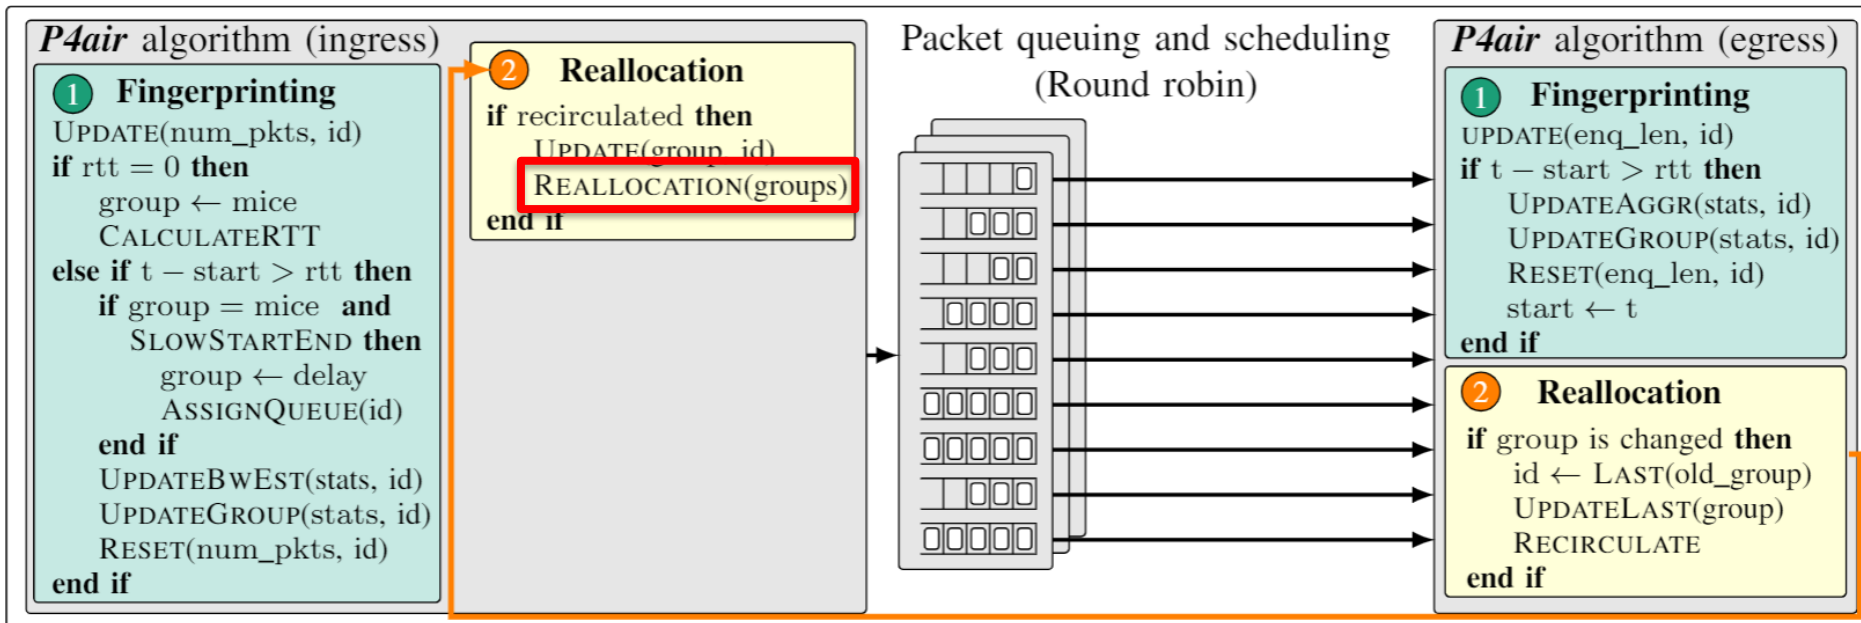 P4air algorithm (ingress)
1 Fingerprinting
UPDATE(num_pkts, id)
if rtt = 0 then
group ← mice
CALCULATERTT
else if t − start > rtt then
if group = mice and
SLOWSTARTEND then
group ← delay
ASSIGNQUEUE(id)
end if
UPDATEBWEST(stats, id)
UPDATEGROUP(stats, id)
RESET(num_pkts, id)
end if
2 Reallocation
if recirculated then
UPDATE(group_id)
REALLOCATION(groups)
end if
Packet queuing and scheduling
(Round robin)
P4air algorithm (egress)
1 Fingerprinting
UPDATE(enq_len, id)
if t − start > rtt then
UPDATEAGGR(stats, id)
UPDATEGROUP(stats, id)
RESET(enq_len, id)
start ← t
end if
2 Reallocation
if group is changed then
id ← LAST(old_group)
UPDATELAST(group)
RECIRCULATE
end if